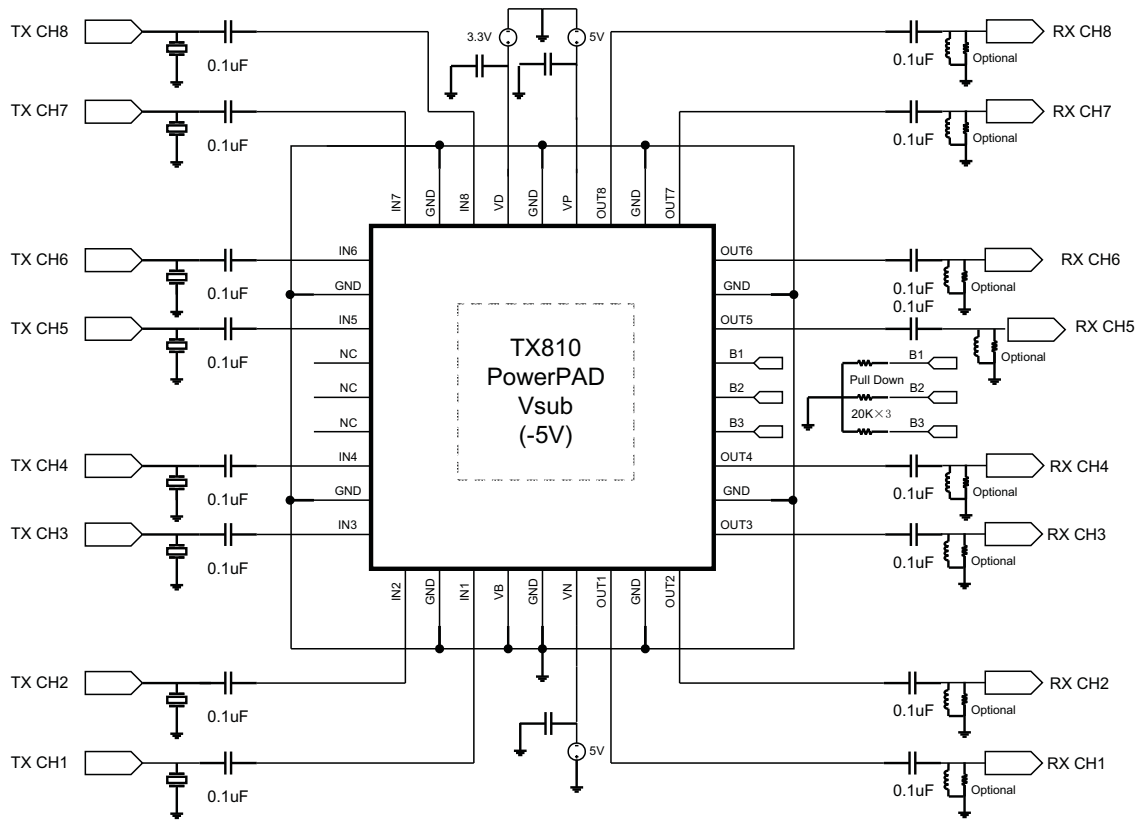 TX CH8
0.1uF
3.3V
5V
0.1uF
Optional
RX CH8
TX CH7
0.1uF
0.1uF
Optional
RX CH7
IN7
GND
IN8
VD
GND
VP
OUT8
GND
OUT7
TX CH6
0.1uF
IN6
GND
OUT6
GND
0.1uF
0.1uF
Optional
RX CH6
TX CH5
0.1uF
IN5
NC
NC
NC
OUT5
B1
B2
B3
Optional
RX CH5
TX810
PowerPAD
Vsub
(-5V)
B1
Pull Down
B2
20K×3
B3
TX CH4
0.1uF
IN4
GND
OUT4
GND
0.1uF
Optional
RX CH4
TX CH3
0.1uF
IN3
OUT3
0.1uF
Optional
RX CH3
IN2
GND
IN1
VB
GND
VN
OUT1
GND
OUT2
TX CH2
0.1uF
0.1uF
Optional
RX CH2
TX CH1
0.1uF
5V
0.1uF
Optional
RX CH1